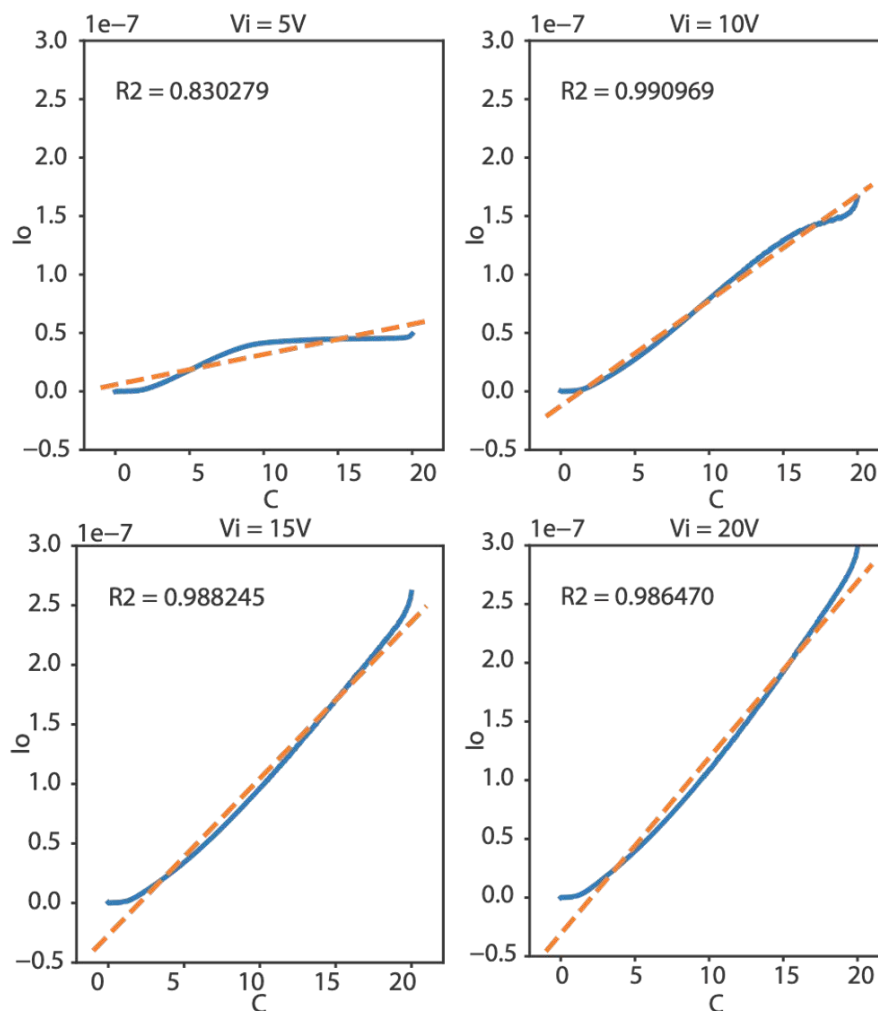 1e−7
Vi = 5V
3.0
R2 = 0.830279
2.5
2.0
1.5
Io
1.0
0.5
0.0
−0.5
0 5 10 15 20
C
1e−7
Vi = 10V
3.0
R2 = 0.990969
2.5
2.0
1.5
Io
1.0
0.5
0.0
−0.5
0 5 10 15 20
C
1e−7
Vi = 15V
3.0
R2 = 0.988245
2.5
2.0
1.5
Io
1.0
0.5
0.0
−0.5
0 5 10 15 20
C
1e−7
Vi = 20V
3.0
R2 = 0.986470
2.5
2.0
1.5
Io
1.0
0.5
0.0
−0.5
0 5 10 15 20
C